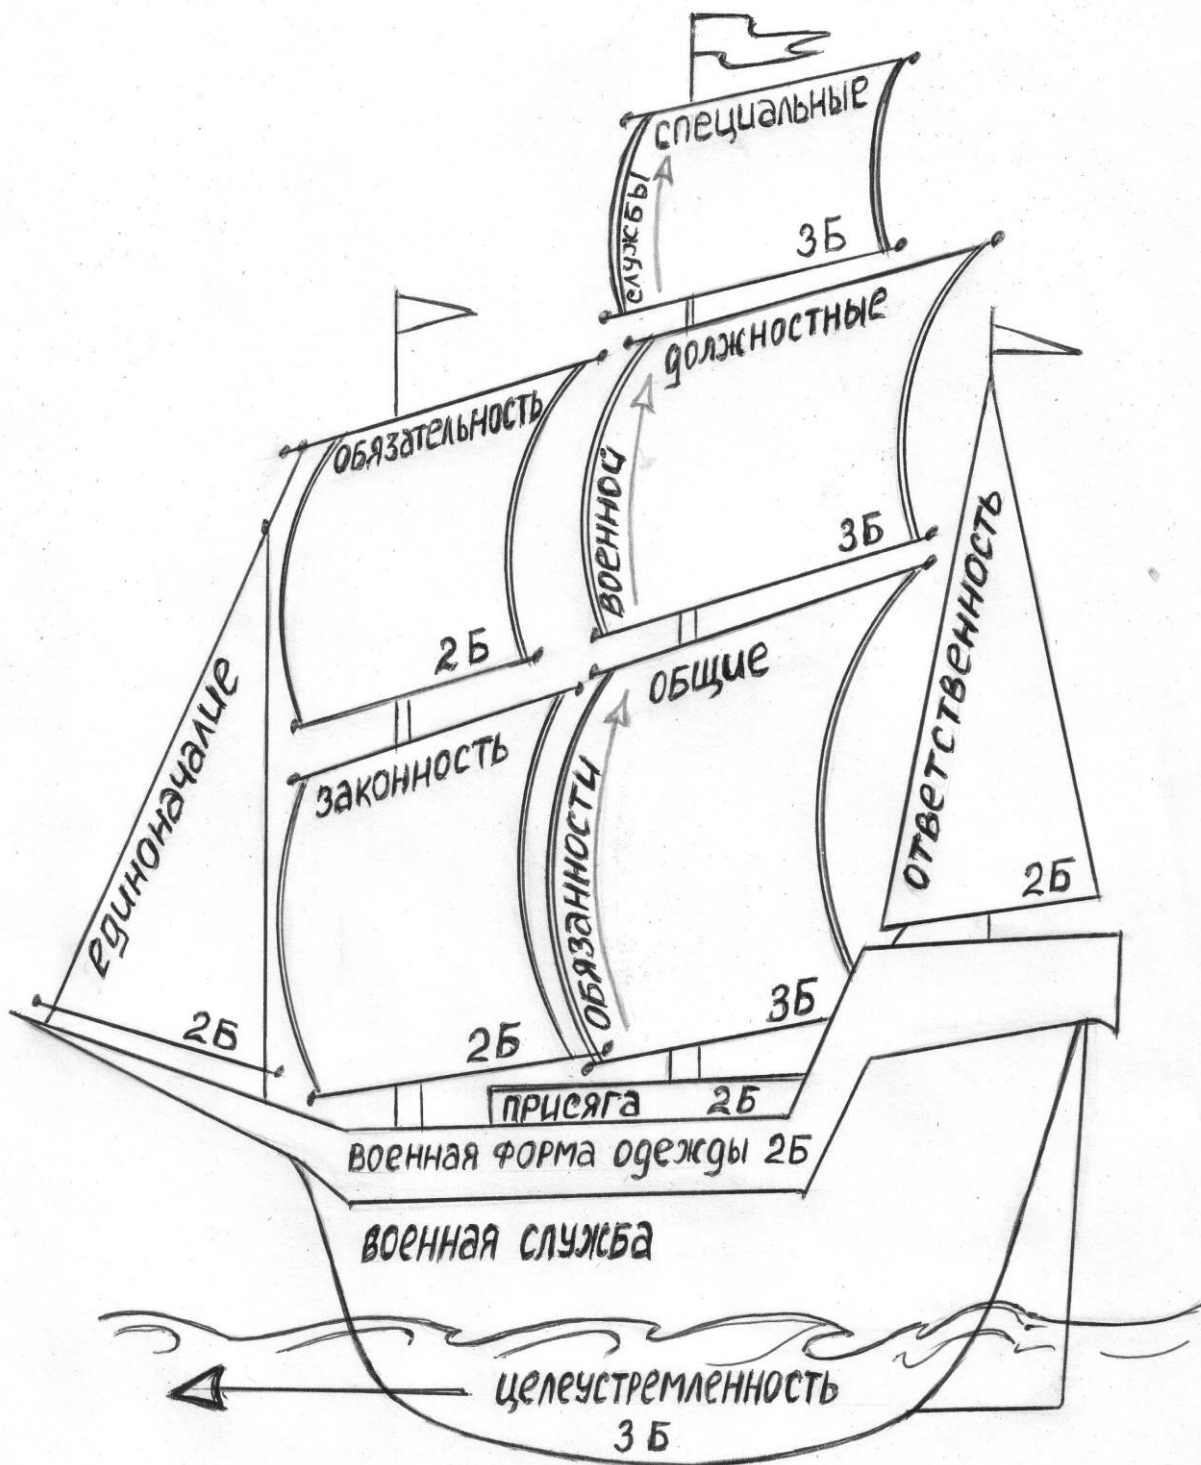 специальные
службы
3Б
должностные
военной
3Б
обязательность
2Б
общие
обязанности
3Б
законность
2Б
единоначалие
2Б
ответственность
2Б
присяга 2Б
военная форма одежды 2Б
военная служба
целеустремленность
3Б